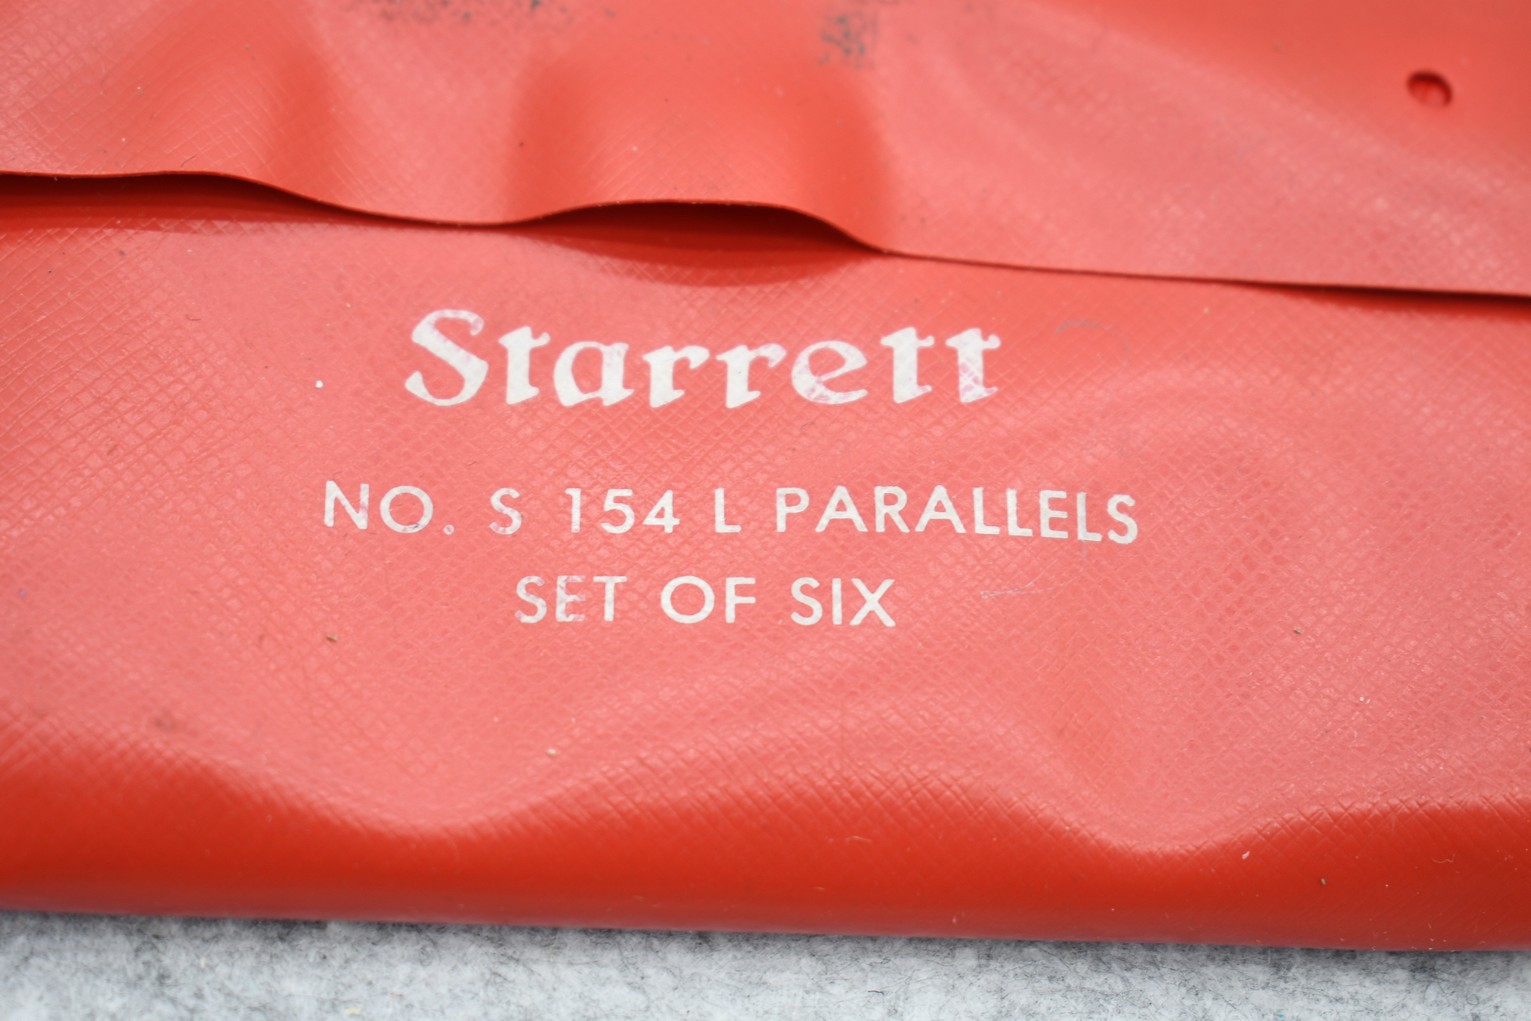 Starrett
NO. S 154 L PARALLELS
SET OF SIX